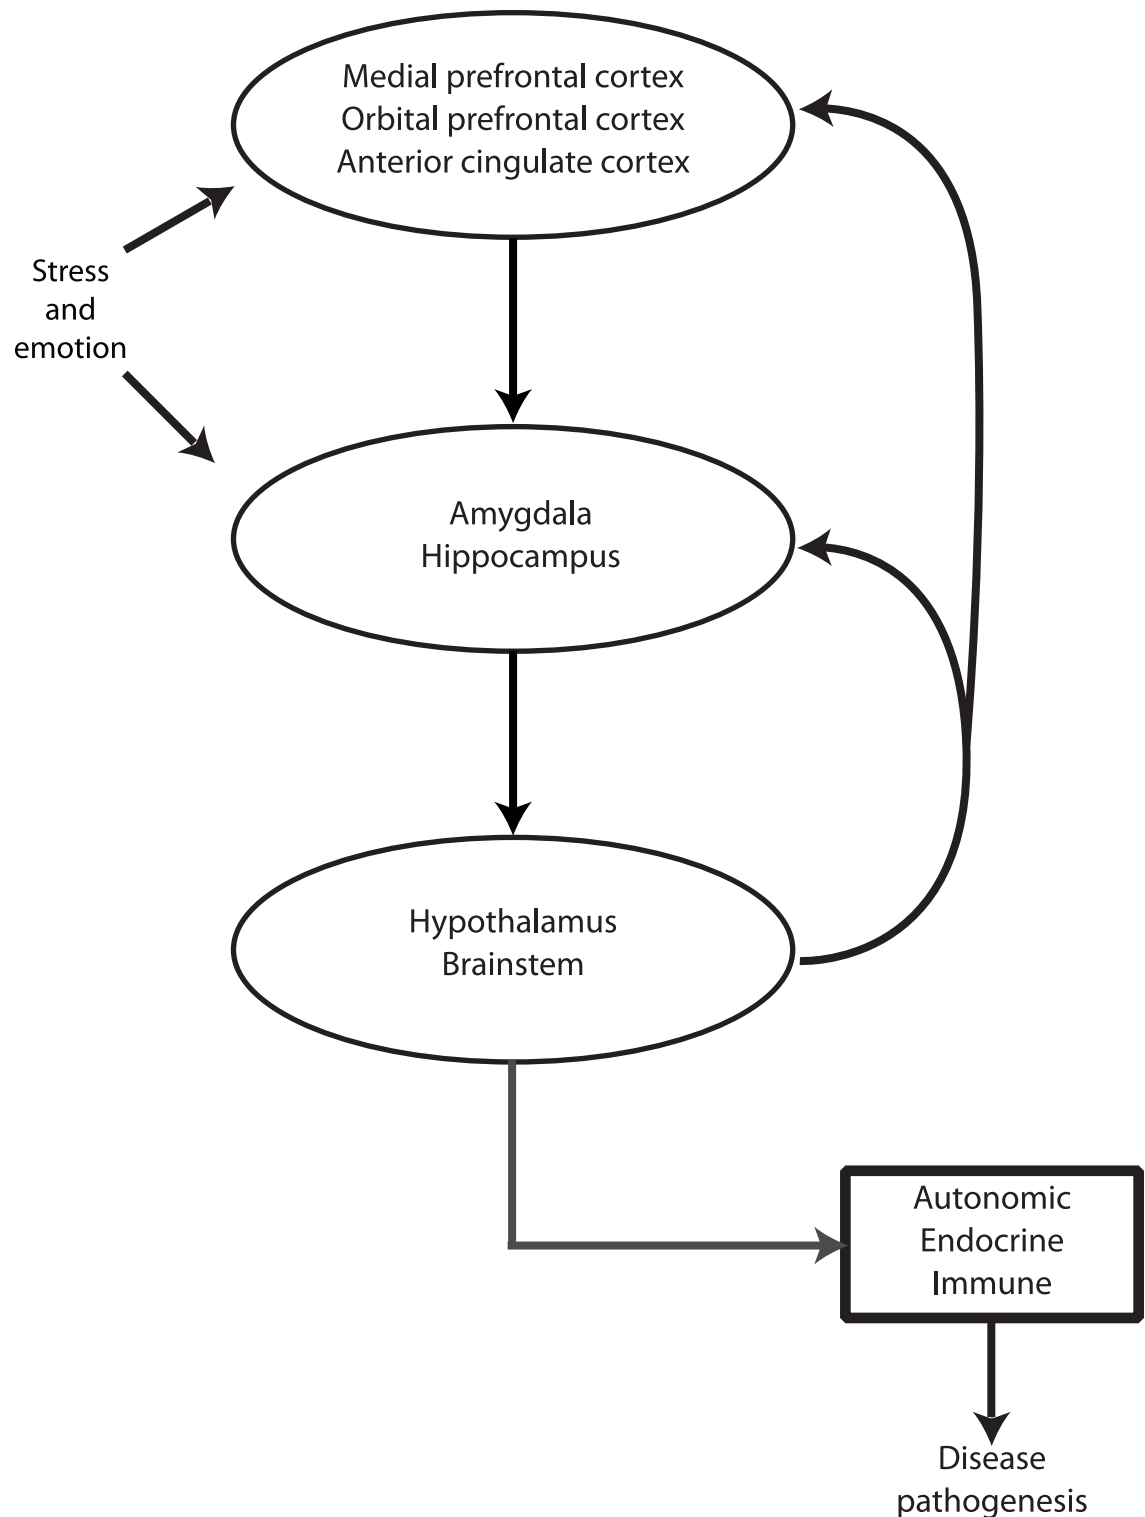 Medial prefrontal cortex
Orbital prefrontal cortex
Anterior cingulate cortex
Stress
and
emotion
Amygdala
Hippocampus
Hypothalamus
Brainstem
Autonomic
Endocrine
Immune
Disease
pathogenesis